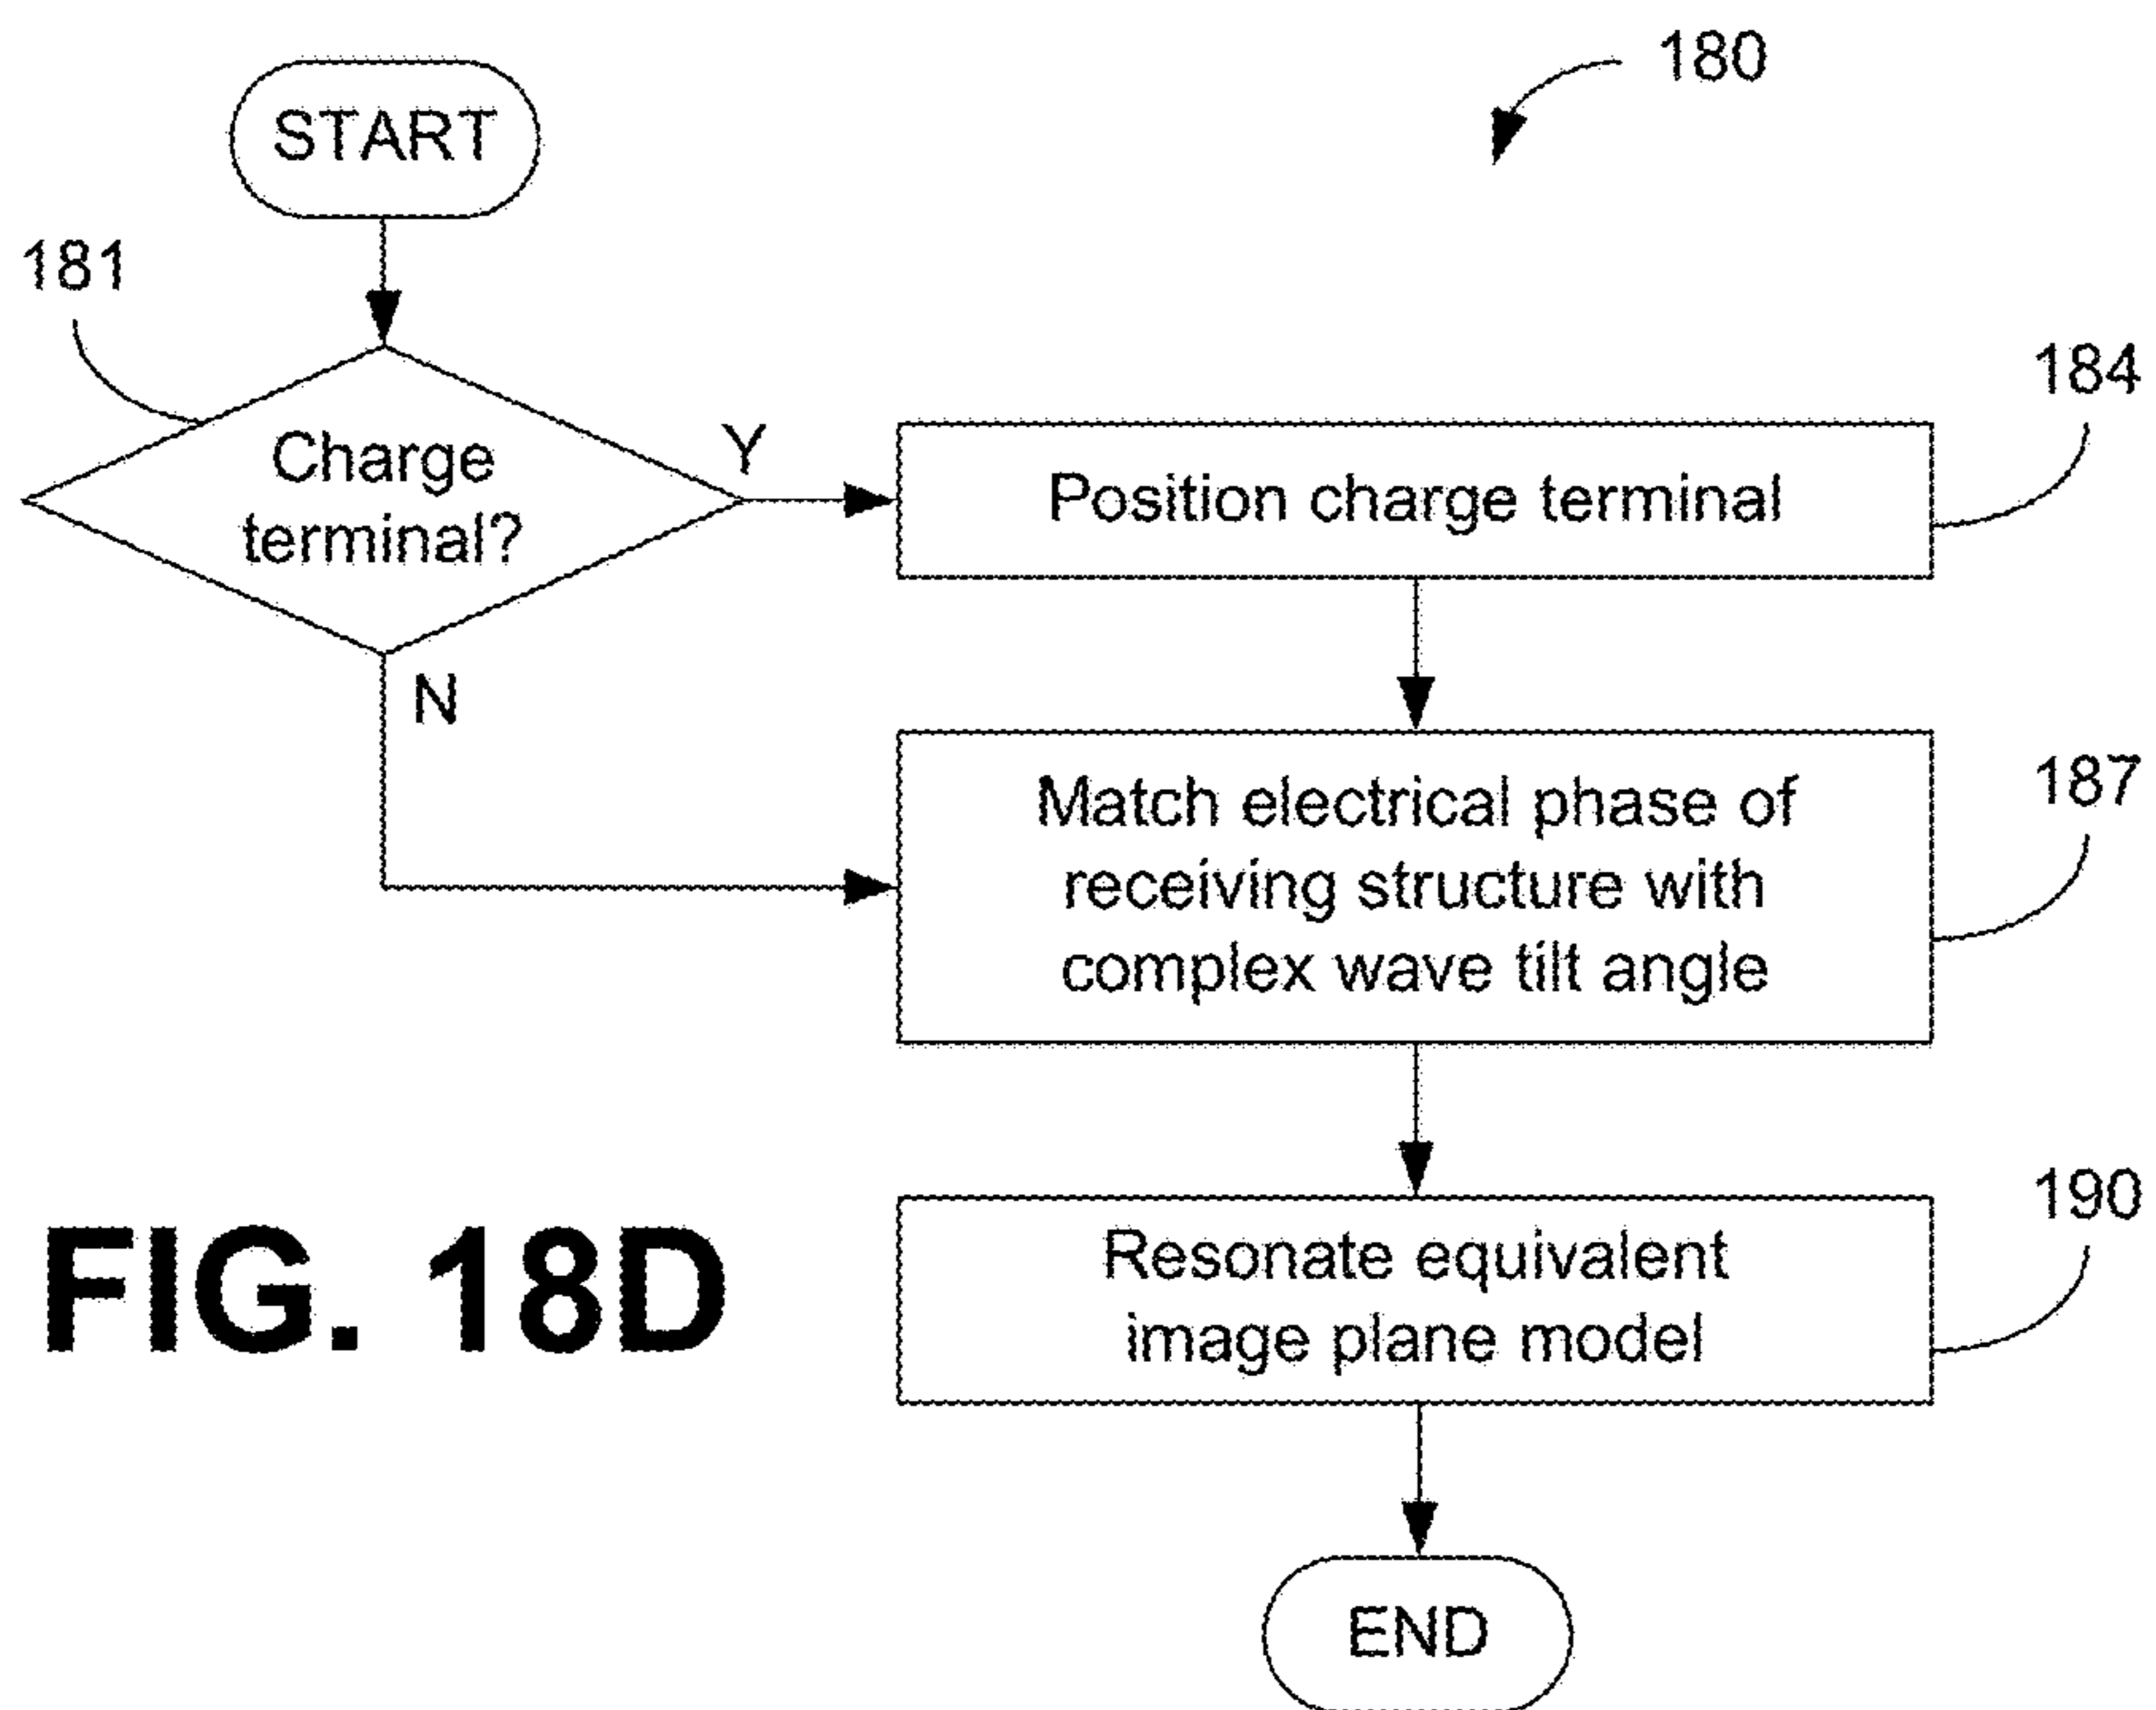 180
START
181
Charge
terminal?
Y
N
184
Position charge terminal
187
Match electrical phase of
receiving structure with
complex wave tilt angle
190
Resonate equivalent
image plane model
END
FIG. 18D